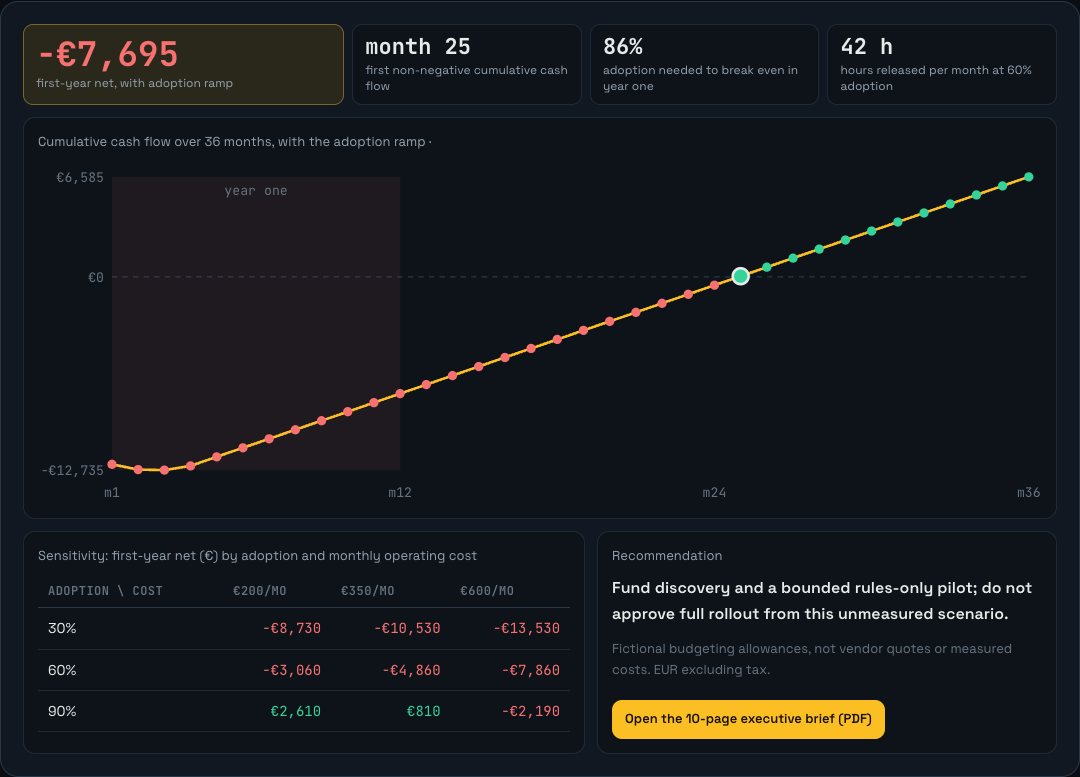 -€7,695
first-year net, with adoption ramp
month 25
first non-negative cumulative cash
flow
86%
adoption needed to break even in
year one
42 h
hours released per month at 60%
adoption
Cumulative cash flow over 36 months, with the adoption ramp ·
€6,585
year one
€0
-€12,735
m1
m12
m24
m36
Sensitivity: first-year net (€) by adoption and monthly operating cost
ADOPTION \ COST €200/MO €350/MO €600/MO
30% -€8,730 -€10,530 -€13,530
60% -€3,060 -€4,860 -€7,860
90% €2,610 €810 -€2,190
Recommendation
Fund discovery and a bounded rules-only pilot; do not
approve full rollout from this unmeasured scenario.
Fictional budgeting allowances, not vendor quotes or measured
costs. EUR excluding tax.
Open the 10-page executive brief (PDF)